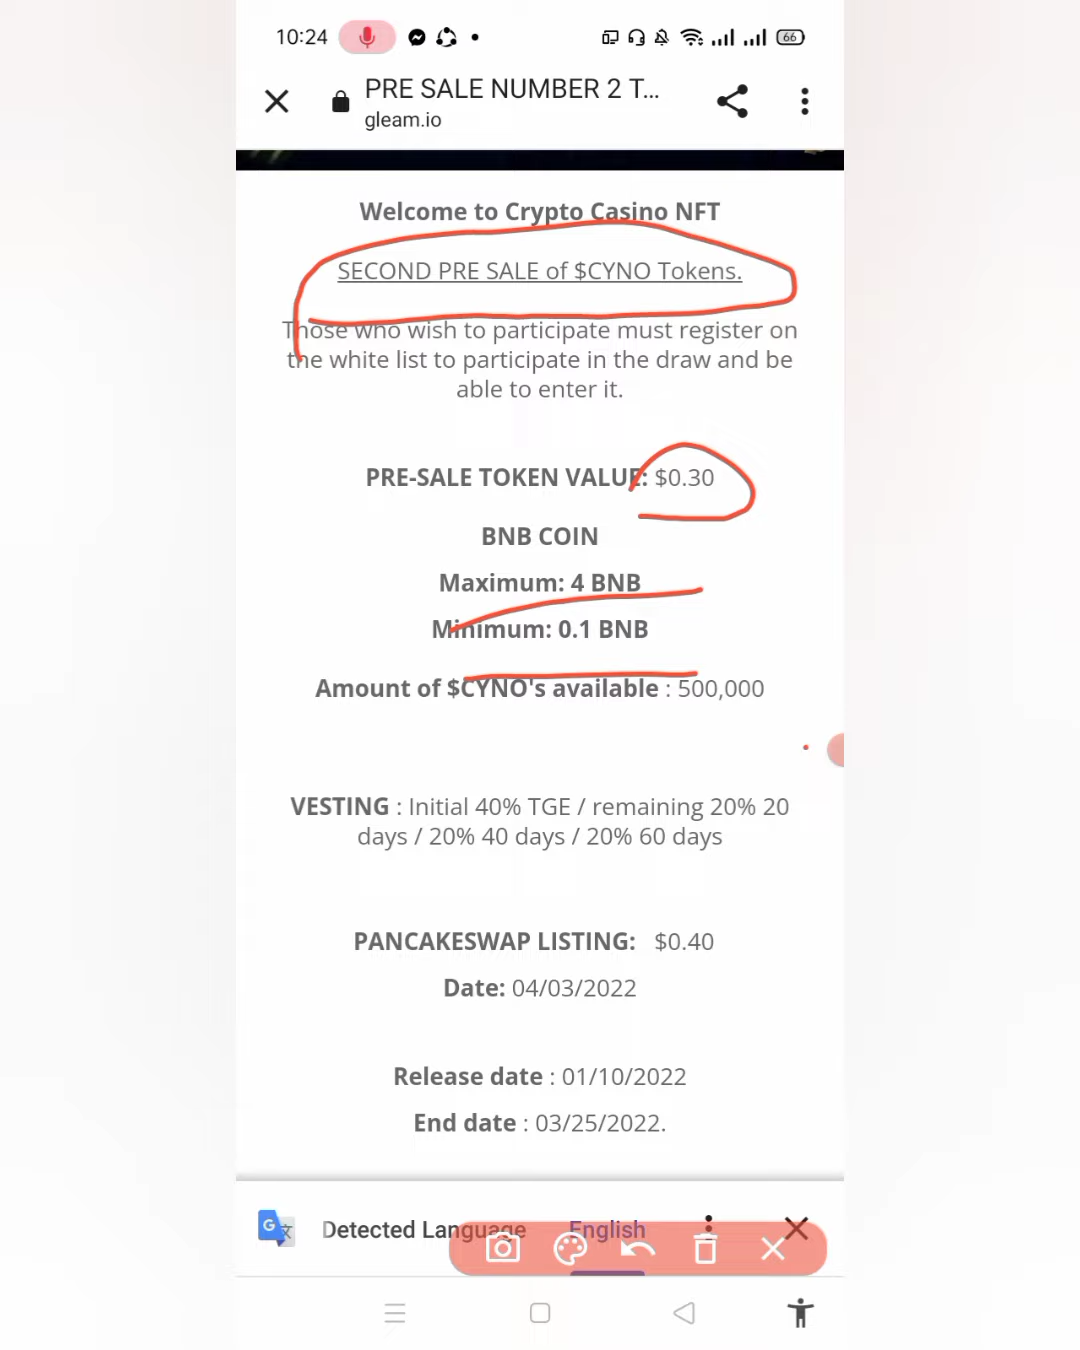 10:24
66
PRE SALE NUMBER 2 T...
gleam.io
Welcome to Crypto Casino NFT
SECOND PRE SALE of $CYNO Tokens.
Those who wish to participate must register on
the white list to participate in the draw and be
able to enter it.
PRE-SALE TOKEN VALUE: $0.30
BNB COIN
Maximum: 4 BNB
Minimum: 0.1 BNB
Amount of $CYNO's available : 500,000
VESTING : Initial 40% TGE / remaining 20% 20
days / 20% 40 days / 20% 60 days
PANCAKESWAP LISTING: $0.40
Date: 04/03/2022
Release date : 01/10/2022
End date : 03/25/2022.
Detected Language English